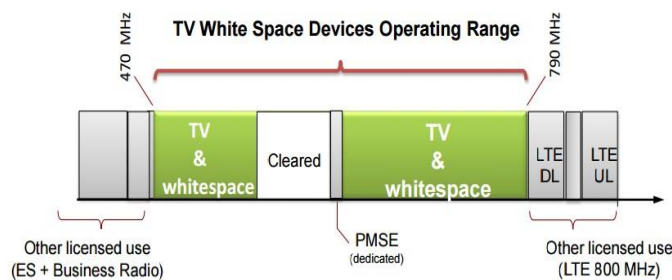 TV White Space Devices Operating Range
470 MHz
790 MHz
TV
&
whitespace
Cleared
TV
&
whitespace
LTE
DL
LTE
UL
Other licensed use
(ES + Business Radio)
PMSE
(dedicated)
Other licensed use
(LTE 800 MHz)